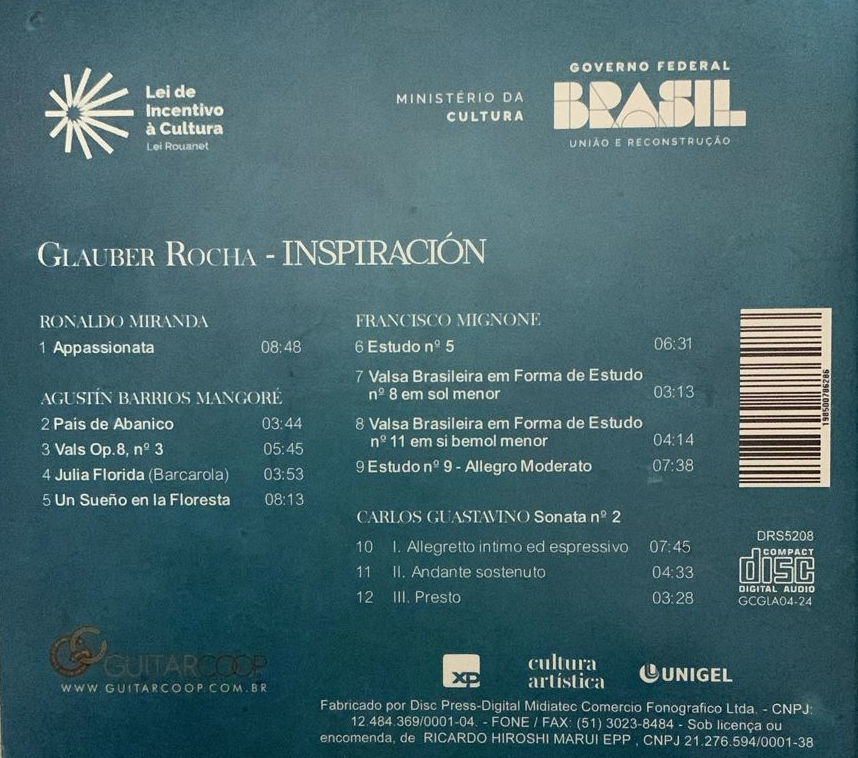 Lei de
Incentivo
à Cultura
Lei Rouanet
MINISTÉRIO DA
CULTURA
GOVERNO FEDERAL
BRASIL
UNIÃO E RECONSTRUÇÃO
GLAUBER ROCHA - INSPIRACIÓN
RONALDO MIRANDA
1 Appassionata 08:48
AGUSTÍN BARRIOS MANGORÉ
2 País de Abanico 03:44
3 Vals Op.8, nº 3 05:45
4 Julia Florida (Barcarola) 03:53
5 Un Sueño en la Floresta 08:13
FRANCISCO MIGNONE
6 Estudo nº 5 06:31
7 Valsa Brasileira em Forma de Estudo
nº 8 em sol menor 03:13
8 Valsa Brasileira em Forma de Estudo
nº 11 em si bemol menor 04:14
9 Estudo nº 9 - Allegro Moderato 07:38
CARLOS GUASTAVINO Sonata nº 2
10 I. Allegretto intimo ed espressivo 07:45
11 II. Andante sostenuto 04:33
12 III. Presto 03:28
198500786286
DRS5208
COMPACT
disc
DIGITAL AUDIO
GCGLA04-24
GUITARCOOP
WWW.GUITARCOOP.COM.BR
XP
cultura
artística
UNIGEL
Fabricado por Disc Press-Digital Midiatec Comercio Fonografico Ltda. - CNPJ:
12.484.369/0001-04. - FONE / FAX: (51) 3023-8484 - Sob licença ou
encomenda, de RICARDO HIROSHI MARUI EPP , CNPJ 21.276.594/0001-38